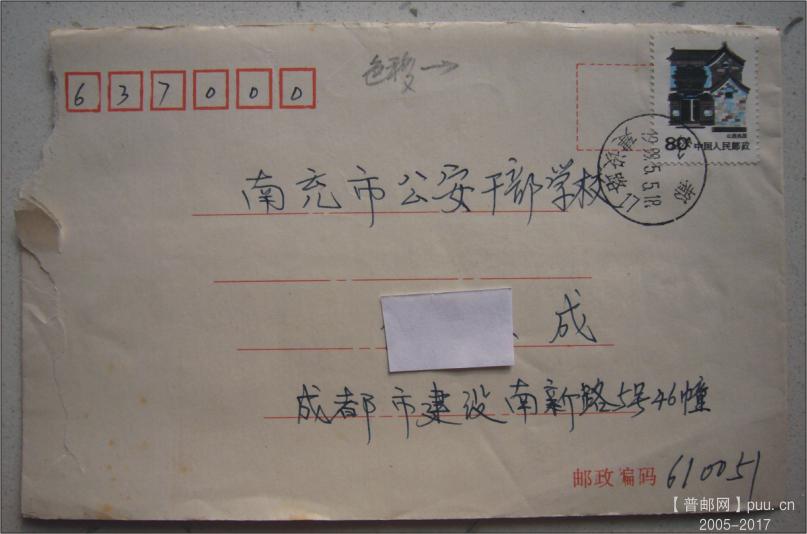 637000
色移→
80 中国人民邮政
南充市公安干部学校
成
成都市建设南新路5号46幢
邮政编码 610051
【普邮网】puu.cn
2005-2017